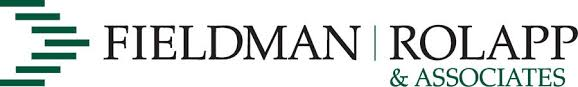 FIELDMAN | ROLAPP
& ASSOCIATES